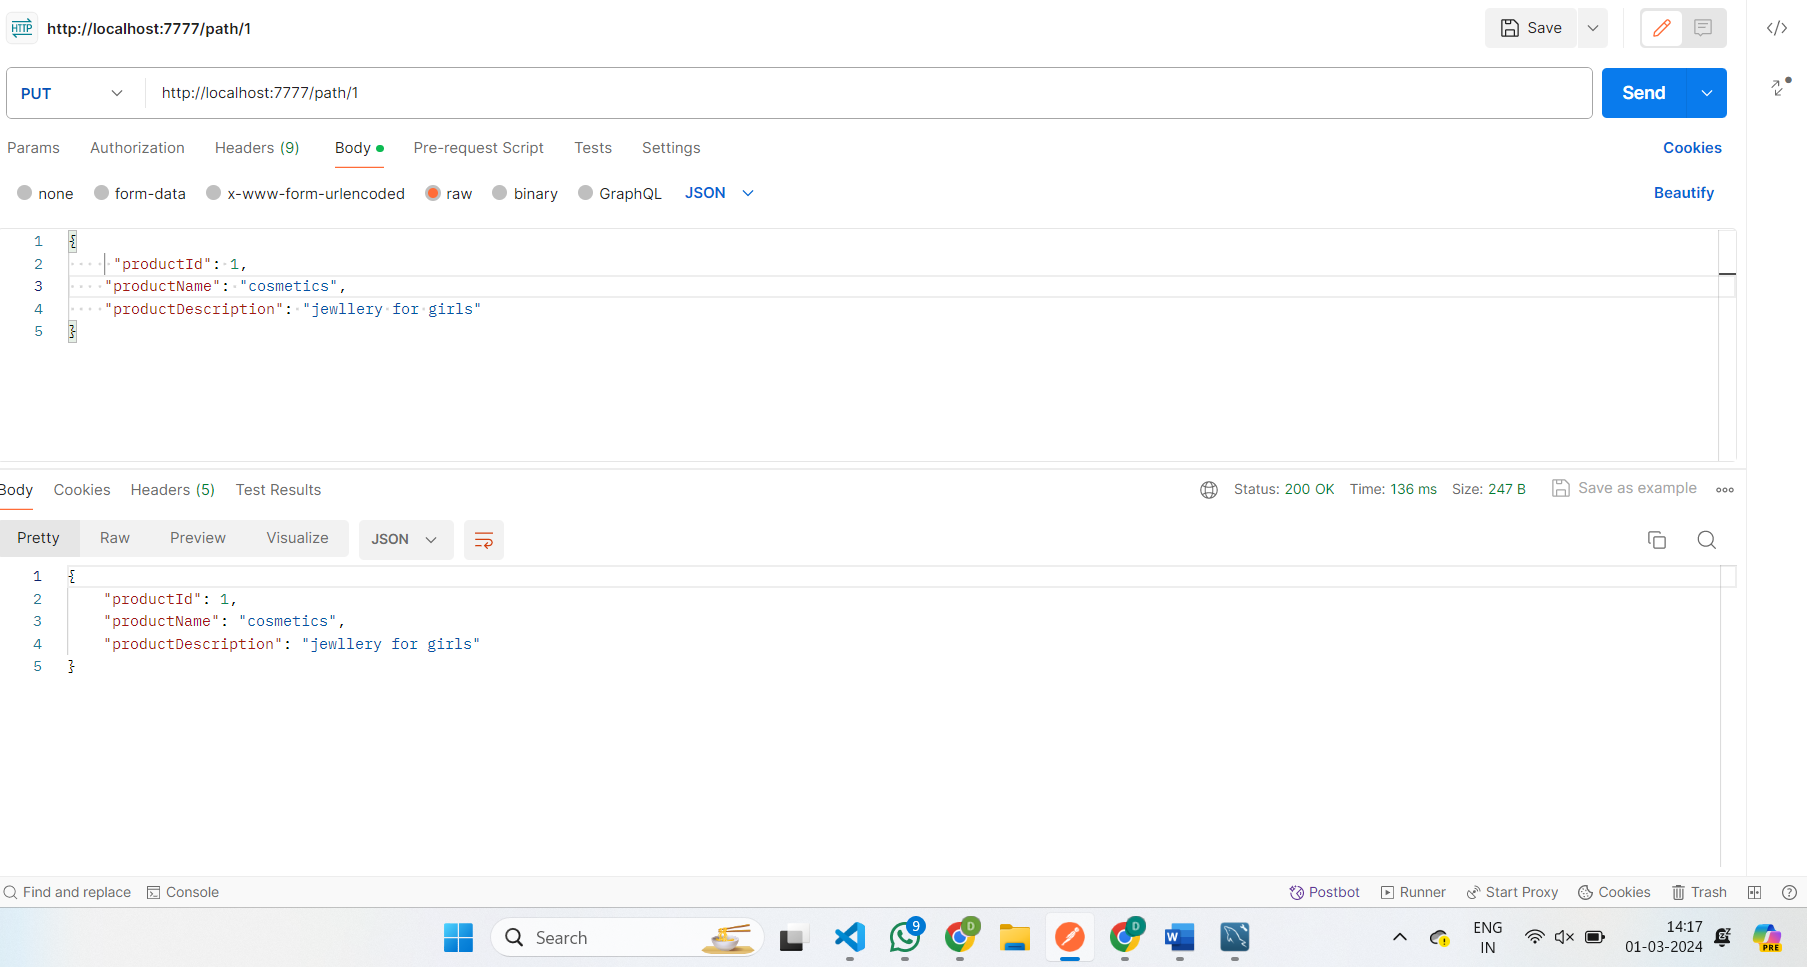 HTTP http://localhost:7777/path/1 Save
PUT http://localhost:7777/path/1 Send
Params Authorization Headers (9) Body Pre-request Script Tests Settings Cookies
none form-data x-www-form-urlencoded raw binary GraphQL JSON Beautify
1 {
2 "productId": 1,
3 "productName": "cosmetics",
4 "productDescription": "jewllery for girls"
5 }
Body Cookies Headers (5) Test Results Status: 200 OK Time: 136 ms Size: 247 B Save as example
Pretty Raw Preview Visualize JSON
1 {
2 "productId": 1,
3 "productName": "cosmetics",
4 "productDescription": "jewllery for girls"
5 }
Find and replace Console Postbot Runner Start Proxy Cookies Trash
Search 9 D D W ENG 14:17
IN 01-03-2024 PRE